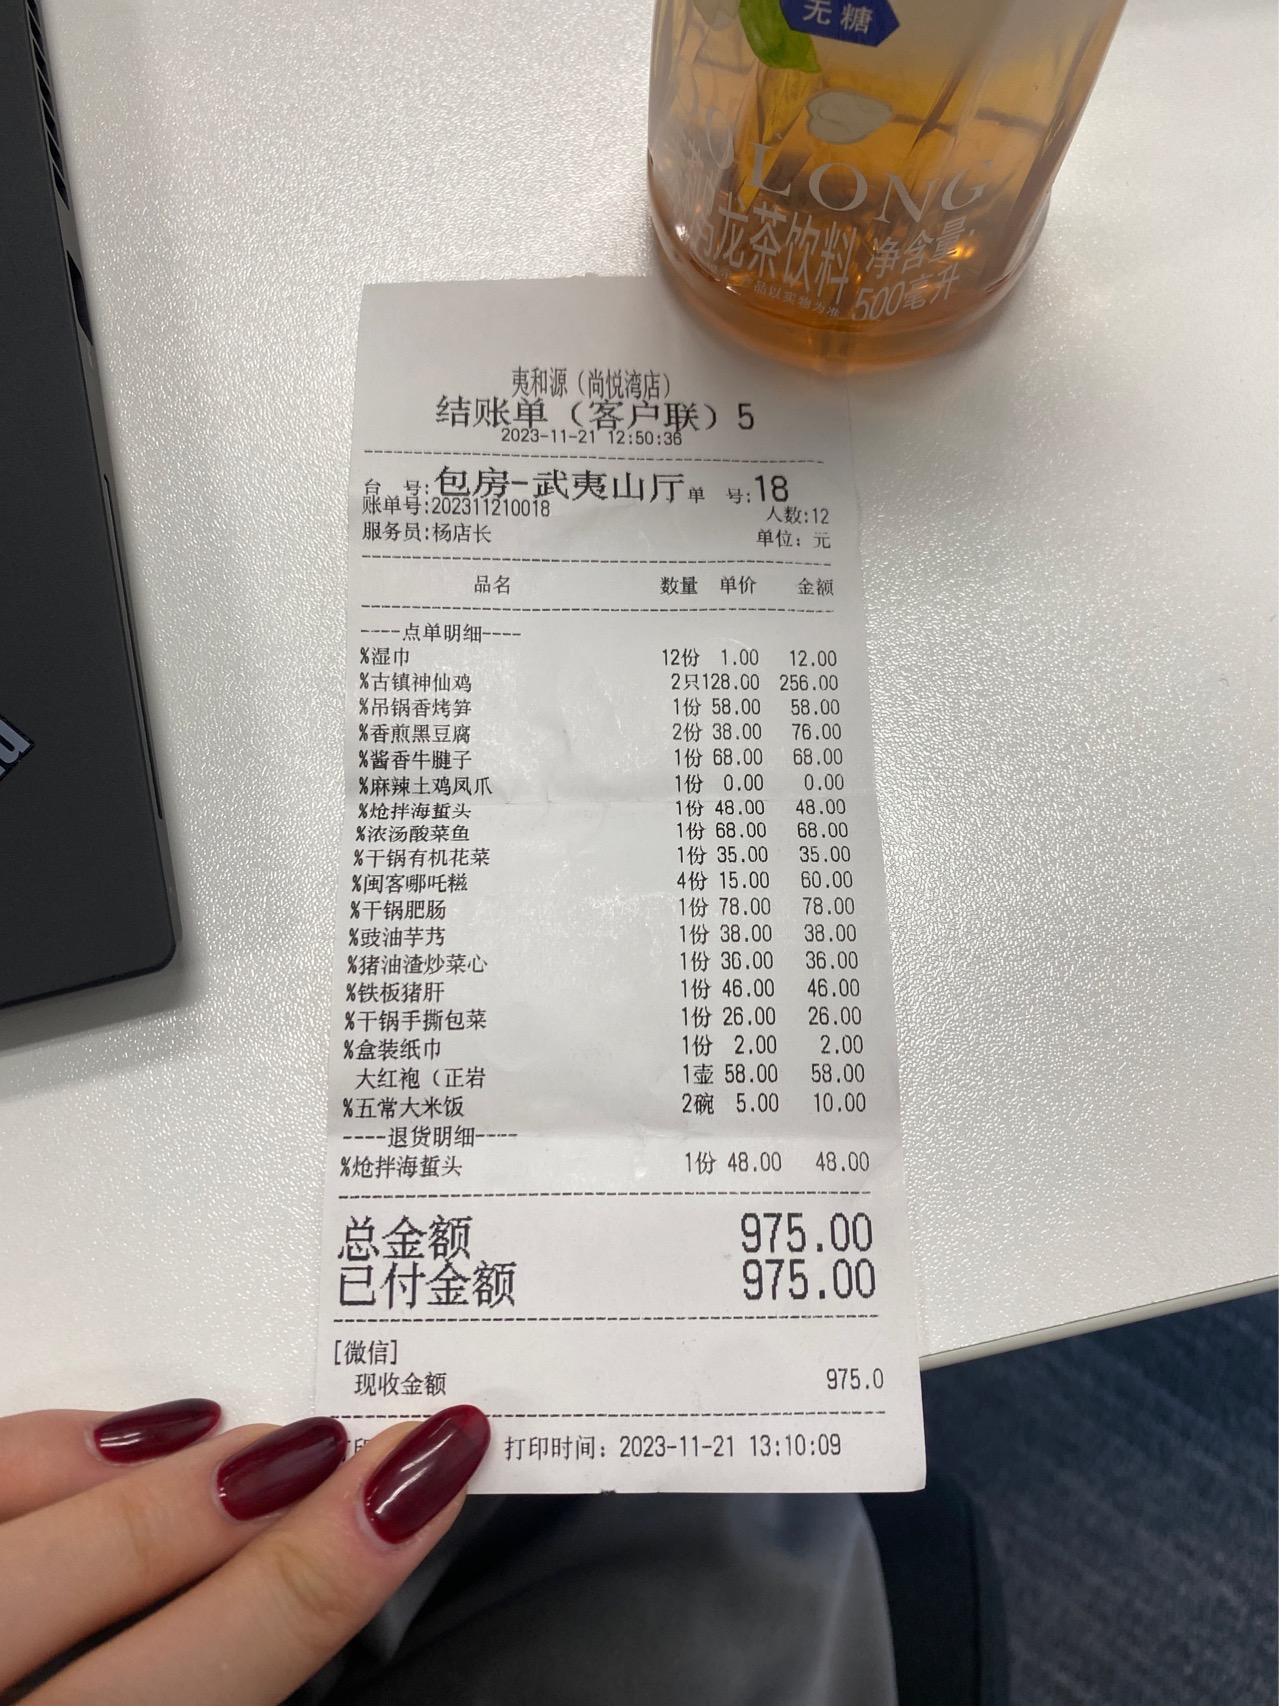 无糖
OOLONG
乌龙茶饮料 净含量:
产品以实物为准 500毫升
夷和源（尚悦湾店）
结账单（客户联）5
2023-11-21 12:50:36
台 号:包房-武夷山厅 单 号:18
账单号:202311210018 人数:12
服务员:杨店长 单位: 元
品名 数量 单价 金额
----点单明细----
%湿巾 12份 1.00 12.00
%古镇神仙鸡 2只128.00 256.00
%吊锅香烤笋 1份 58.00 58.00
%香煎黑豆腐 2份 38.00 76.00
%酱香牛腱子 1份 68.00 68.00
%麻辣土鸡凤爪 1份 0.00 0.00
%炝拌海蜇头 1份 48.00 48.00
%浓汤酸菜鱼 1份 68.00 68.00
%干锅有机花菜 1份 35.00 35.00
%闽客哪吒糍 4份 15.00 60.00
%干锅肥肠 1份 78.00 78.00
%豉油芋艿 1份 38.00 38.00
%猪油渣炒菜心 1份 36.00 36.00
%铁板猪肝 1份 46.00 46.00
%干锅手撕包菜 1份 26.00 26.00
%盒装纸巾 1份 2.00 2.00
大红袍（正岩 1壶 58.00 58.00
%五常大米饭 2碗 5.00 10.00
----退货明细----
%炝拌海蜇头 1份 48.00 48.00
总金额 975.00
已付金额 975.00
[微信]
现收金额 975.0
打印时间: 2023-11-21 13:10:09